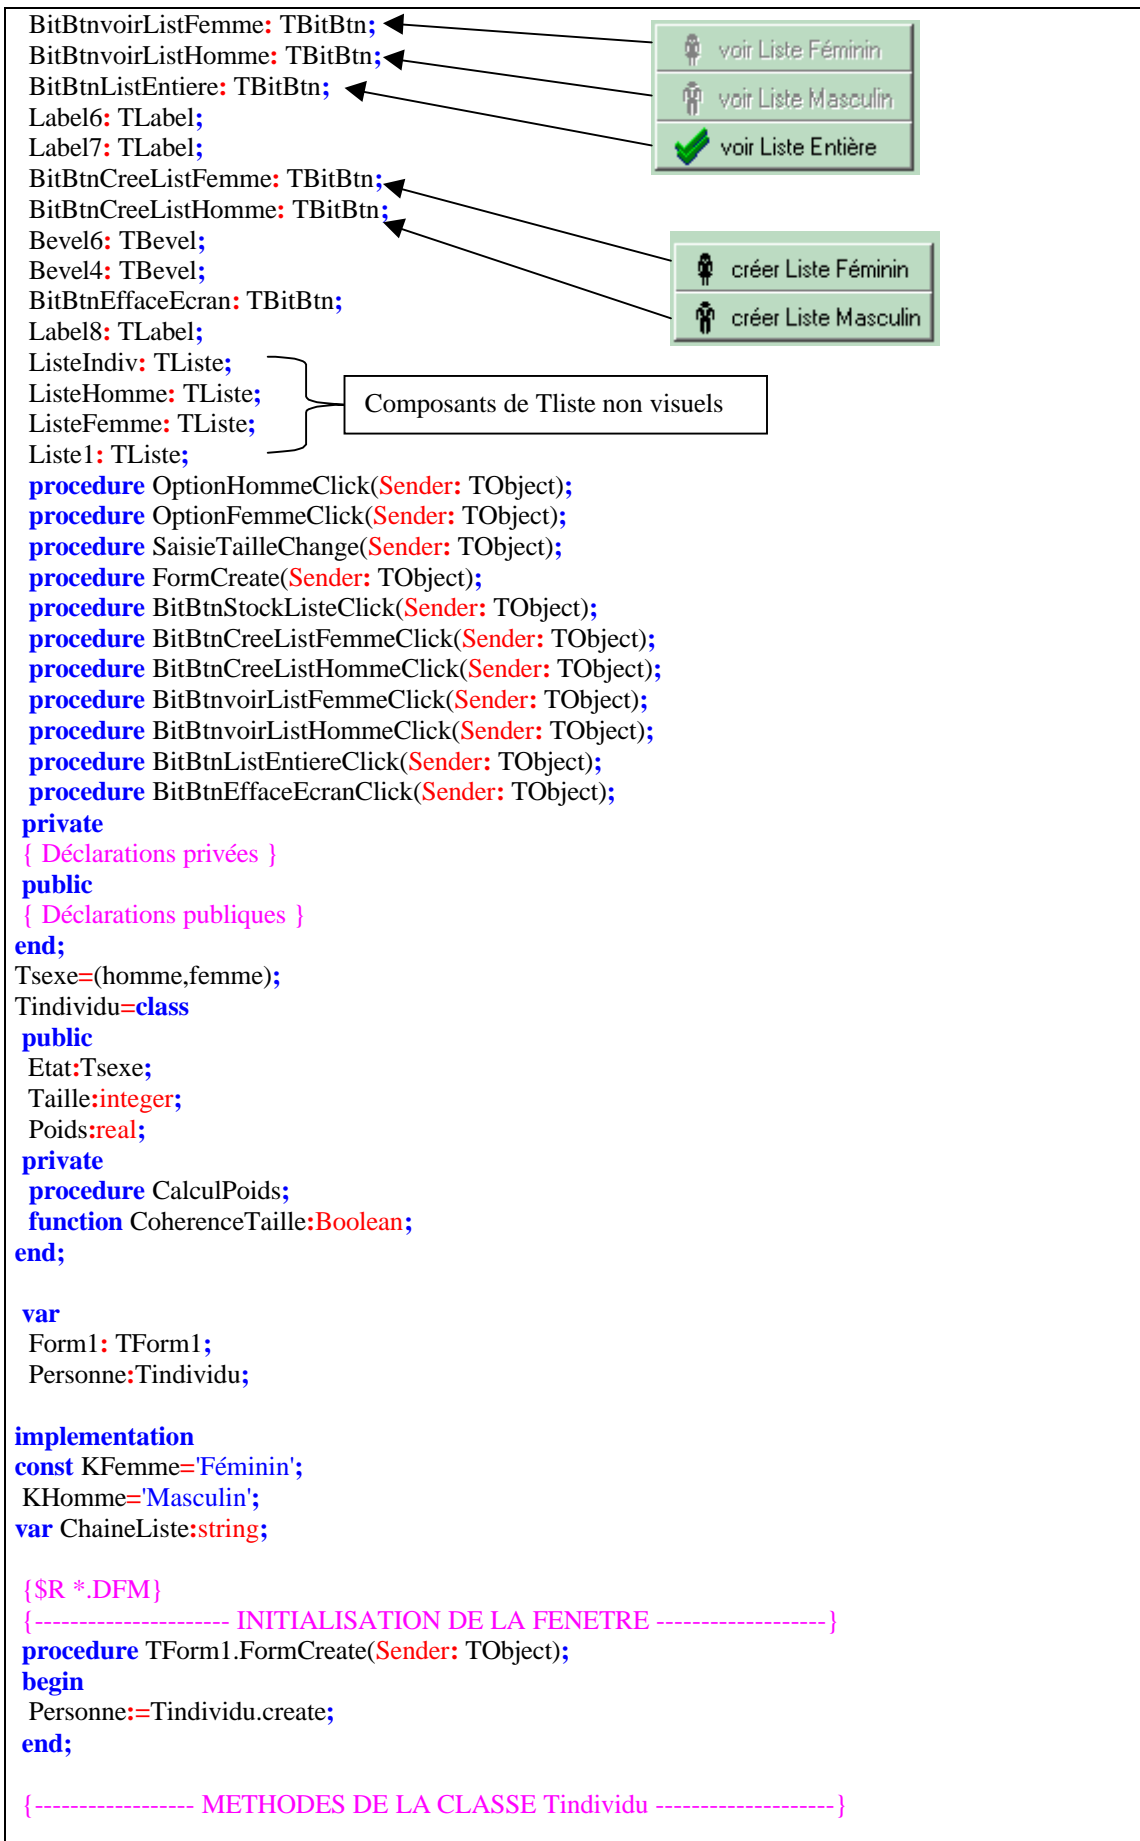 BitBtnvoirListFemme: TBitBtn;
BitBtnvoirListHomme: TBitBtn;
BitBtnListEntiere: TBitBtn;
Label6: TLabel;
Label7: TLabel;
BitBtnCreeListFemme: TBitBtn;
BitBtnCreeListHomme: TBitBtn;
Bevel6: TBevel;
Bevel4: TBevel;
BitBtnEffaceEcran: TBitBtn;
Label8: TLabel;
ListeIndiv: TListe;
ListeHomme: TListe;
ListeFemme: TListe;
Liste1: TListe;
voir Liste Féminin
voir Liste Masculin
voir Liste Entière
créer Liste Féminin
créer Liste Masculin
Composants de Tliste non visuels
procedure OptionHommeClick(Sender: TObject);
procedure OptionFemmeClick(Sender: TObject);
procedure SaisieTailleChange(Sender: TObject);
procedure FormCreate(Sender: TObject);
procedure BitBtnStockListeClick(Sender: TObject);
procedure BitBtnCreeListFemmeClick(Sender: TObject);
procedure BitBtnCreeListHommeClick(Sender: TObject);
procedure BitBtnvoirListFemmeClick(Sender: TObject);
procedure BitBtnvoirListHommeClick(Sender: TObject);
procedure BitBtnListEntiereClick(Sender: TObject);
procedure BitBtnEffaceEcranClick(Sender: TObject);
private
{ Déclarations privées }
public
{ Déclarations publiques }
end;
Tsexe=(homme,femme);
Tindividu=class
public
Etat:Tsexe;
Taille:integer;
Poids:real;
private
procedure CalculPoids;
function CoherenceTaille:Boolean;
end;
var
Form1: TForm1;
Personne:Tindividu;
implementation
const KFemme='Féminin';
KHomme='Masculin';
var ChaineListe:string;
{$R *.DFM}
{---------------------- INITIALISATION DE LA FENETRE -------------------}
procedure TForm1.FormCreate(Sender: TObject);
begin
Personne:=Tindividu.create;
end;
{------------------ METHODES DE LA CLASSE Tindividu --------------------}